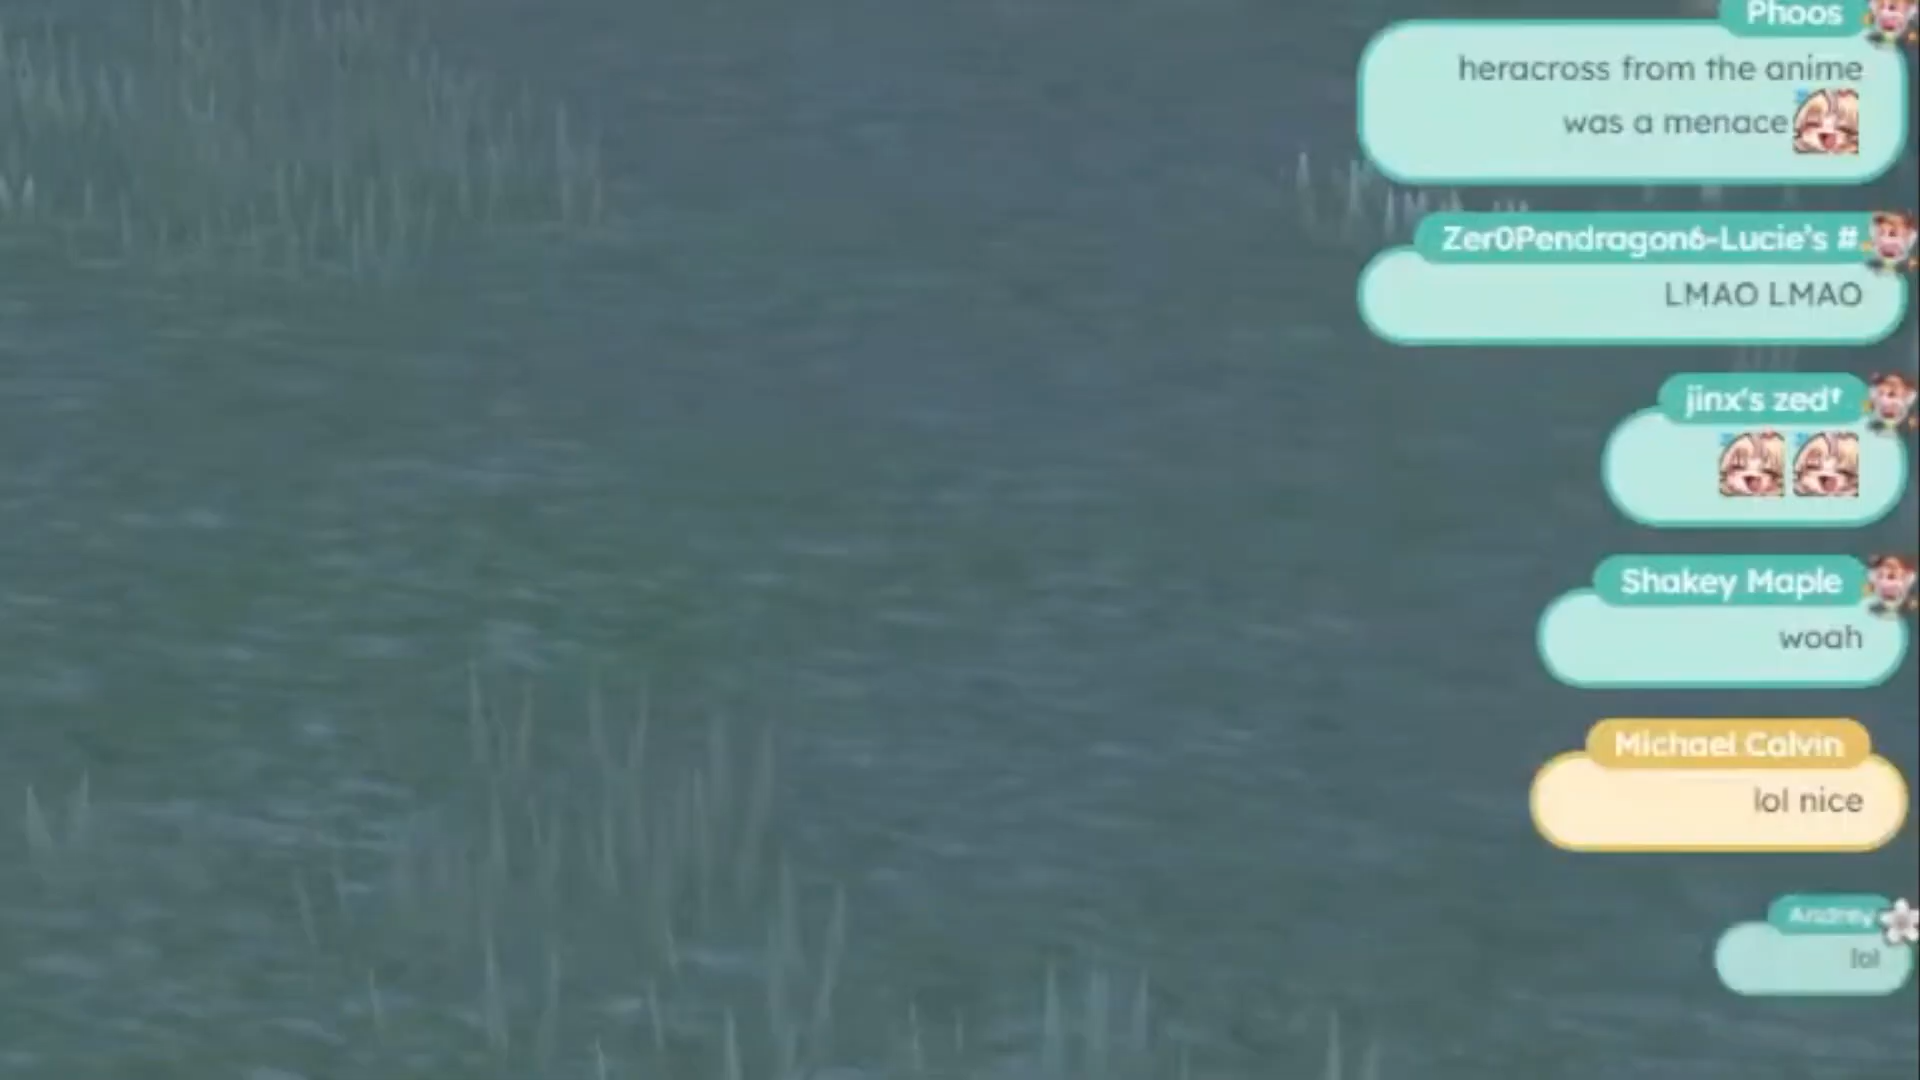 Phoos
heracross from the anime
was a menace
Zer0Pendragon6-Lucie's #
LMAO LMAO
jinx's zed†
Shakey Maple
woah
Michael Calvin
lol nice
Andrey
lol